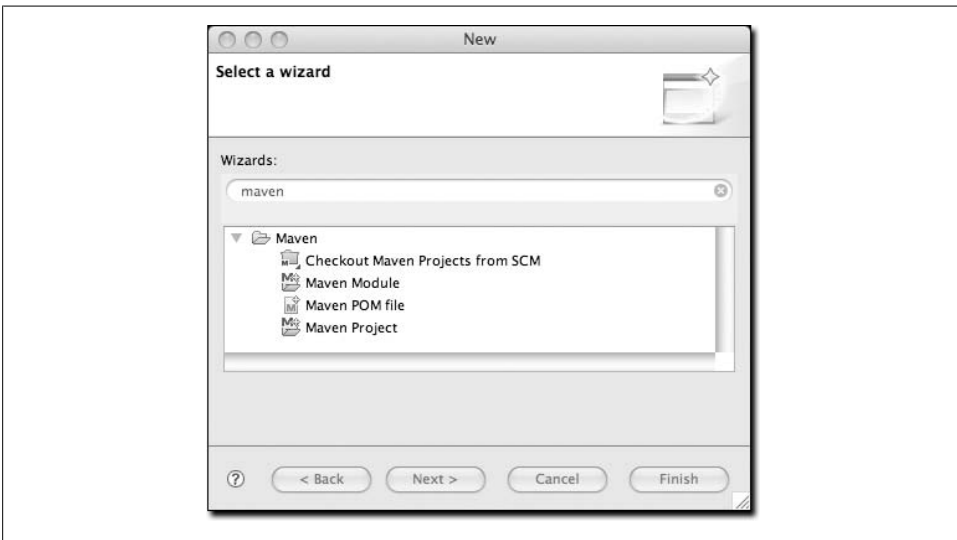 New
Select a wizard
Wizards:
maven
Maven
Checkout Maven Projects from SCM
Maven Module
Maven POM file
Maven Project
?
< Back
Next >
Cancel
Finish